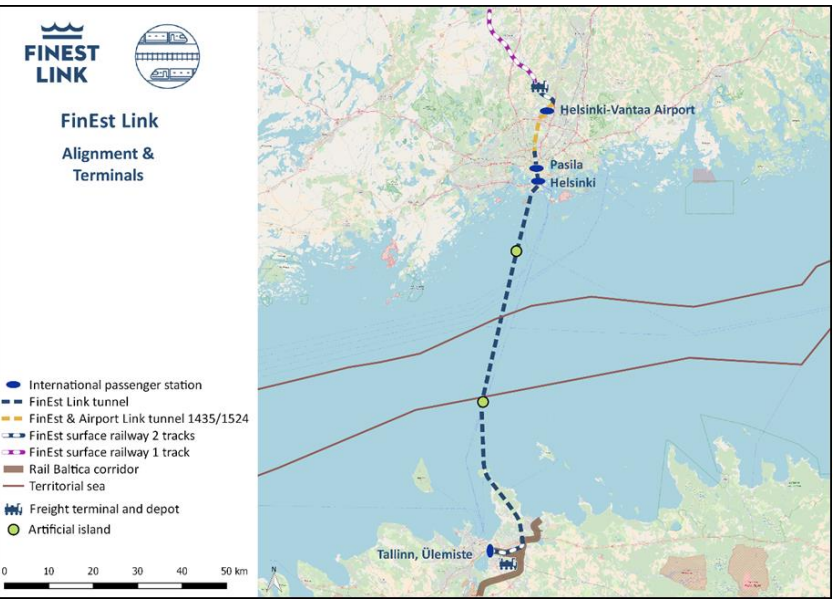 FINEST
LINK
FinEst Link
Alignment &
Terminals
International passenger station
FinEst Link tunnel
FinEst & Airport Link tunnel 1435/1524
FinEst surface railway 2 tracks
FinEst surface railway 1 track
Rail Baltica corridor
Territorial sea
Freight terminal and depot
Artificial island
0 10 20 30 40 50 km
Helsinki-Vantaa Airport
Pasila
Helsinki
Tallinn, Ülemiste
N